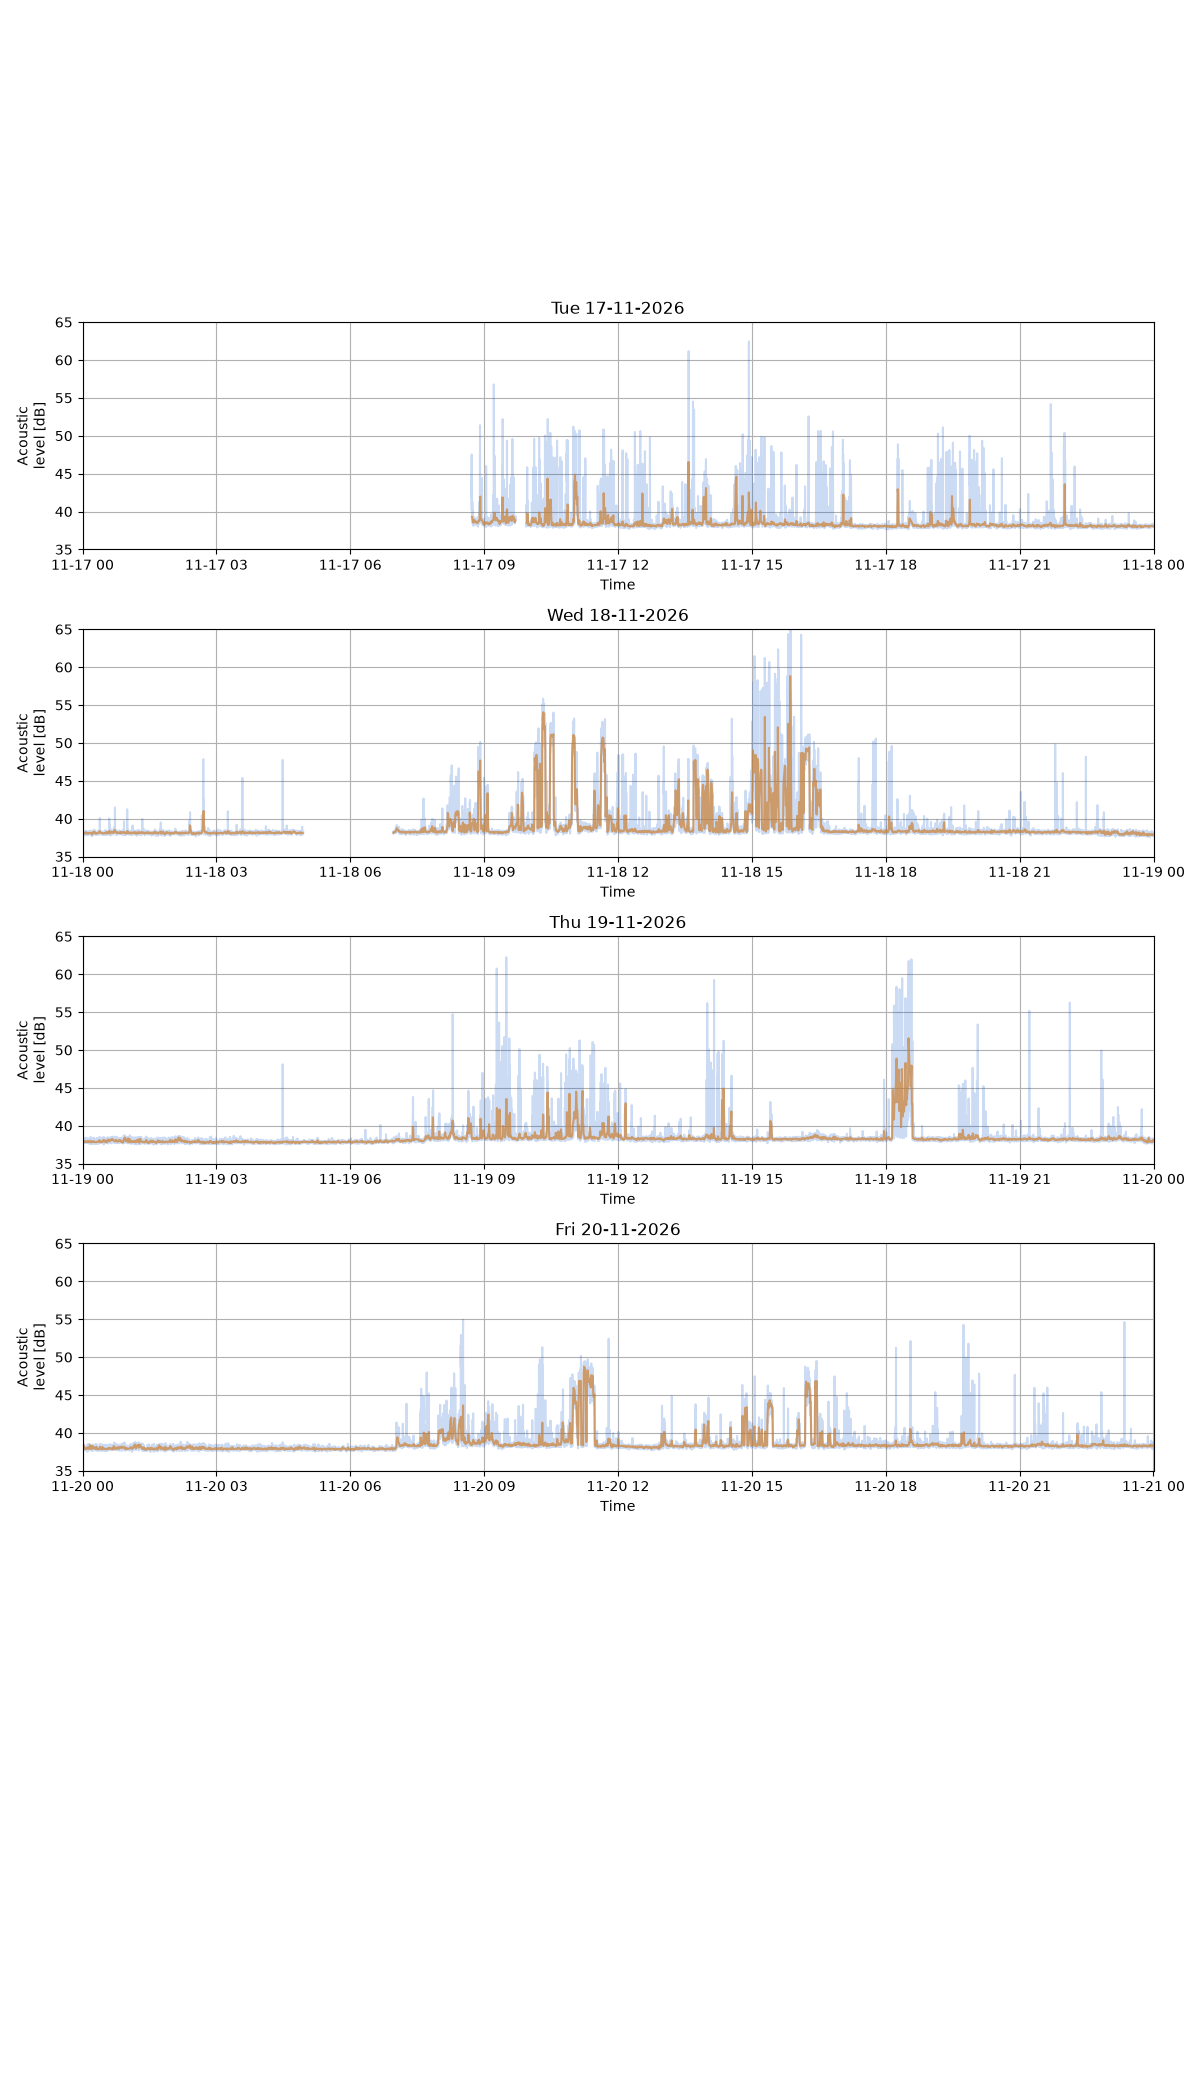 Tue 17-11-2026
65
60
55
50
45
40
35
Acoustic
level [dB]
11-17 00 11-17 03 11-17 06 11-17 09 11-17 12 11-17 15 11-17 18 11-17 21 11-18 00
Time
Wed 18-11-2026
65
60
55
50
45
40
35
Acoustic
level [dB]
11-18 00 11-18 03 11-18 06 11-18 09 11-18 12 11-18 15 11-18 18 11-18 21 11-19 00
Time
Thu 19-11-2026
65
60
55
50
45
40
35
Acoustic
level [dB]
11-19 00 11-19 03 11-19 06 11-19 09 11-19 12 11-19 15 11-19 18 11-19 21 11-20 00
Time
Fri 20-11-2026
65
60
55
50
45
40
35
Acoustic
level [dB]
11-20 00 11-20 03 11-20 06 11-20 09 11-20 12 11-20 15 11-20 18 11-20 21 11-21 00
Time